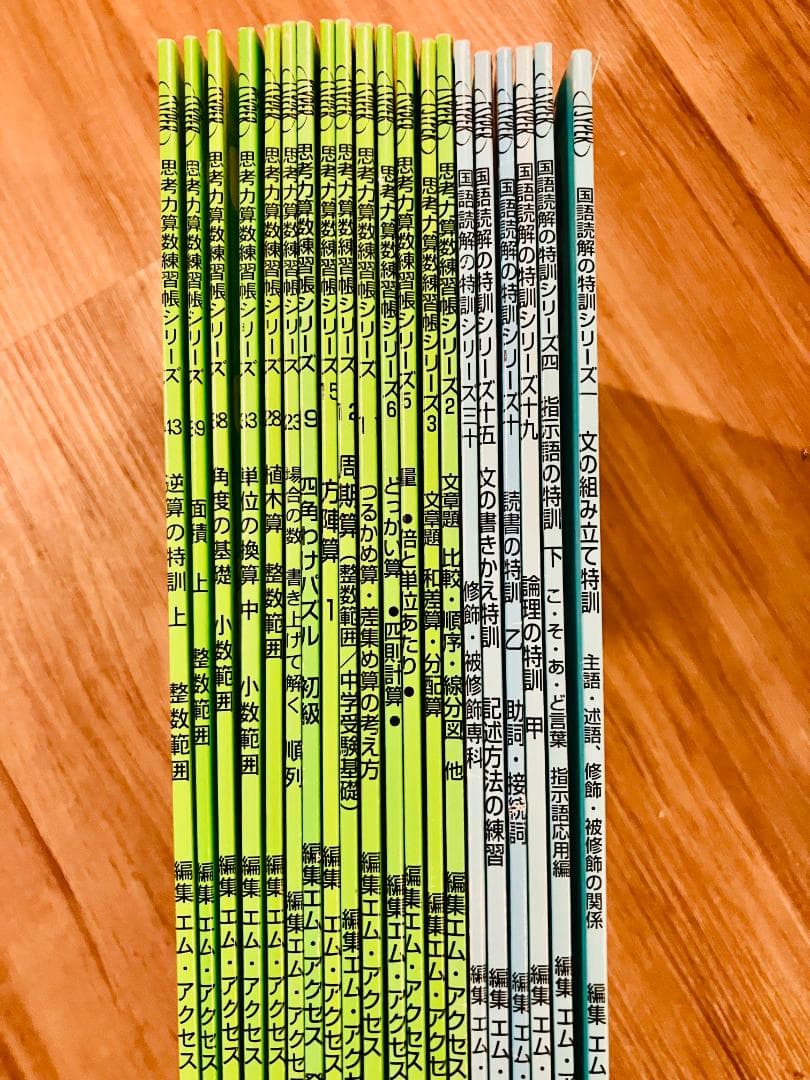 思考力算数練習帳シリーズ 43 逆算の特訓 上 整数範囲 編集 エム・アクセス
思考力算数練習帳シリーズ 39 面積 上 整数範囲 編集 エム・アクセス
思考力算数練習帳シリーズ 38 角度の基礎 小数範囲 編集 エム・アクセス
思考力算数練習帳シリーズ 33 単位の換算 中 小数範囲 編集 エム・アクセス
思考力算数練習帳シリーズ 28 植木算 整数範囲 編集 エム・アクセス
思考力算数練習帳シリーズ 23 場合の数 書き上げて解く 順列 編集 エム・アクセス
思考力算数練習帳シリーズ 9 四角わけパズル 初級 編集 エム・アクセス
思考力算数練習帳シリーズ 方陣算 1 編集 エム・アクセス
思考力算数練習帳シリーズ 周期算(整数範囲/中学受験基礎) 編集 エム・アクセス
思考力算数練習帳シリーズ つるかめ算・差集め算の考え方 編集 エム・アクセス
思考力算数練習帳シリーズ6 どっかい算 ●四則計算● 編集 エム・アクセス
思考力算数練習帳シリーズ5 量 ●倍と単位あたり● 編集 エム・アクセス
思考力算数練習帳シリーズ3 文章題 和差算・分配算 編集 エム・アクセス
思考力算数練習帳シリーズ2 文章題 比較・順序・線分図 他 編集 エム・アクセス
国語読解の特訓シリーズ三十 修飾・被修飾専科 編集 エム・
国語読解の特訓シリーズ十五 文の書きかえ特訓 記述方法の練習 編集 エム・
国語読解の特訓シリーズ十 読書の特訓 乙 助詞・接続詞 編集 エム・
国語読解の特訓シリーズ十九 論理の特訓 甲 編集 エム・
国語読解の特訓シリーズ四 指示語の特訓 下 こ・そ・あ・ど言葉 指示語応用編 編集 エム・ア
国語読解の特訓シリーズ一 文の組み立て特訓 主語・述語、修飾・被修飾の関係 編集 エム